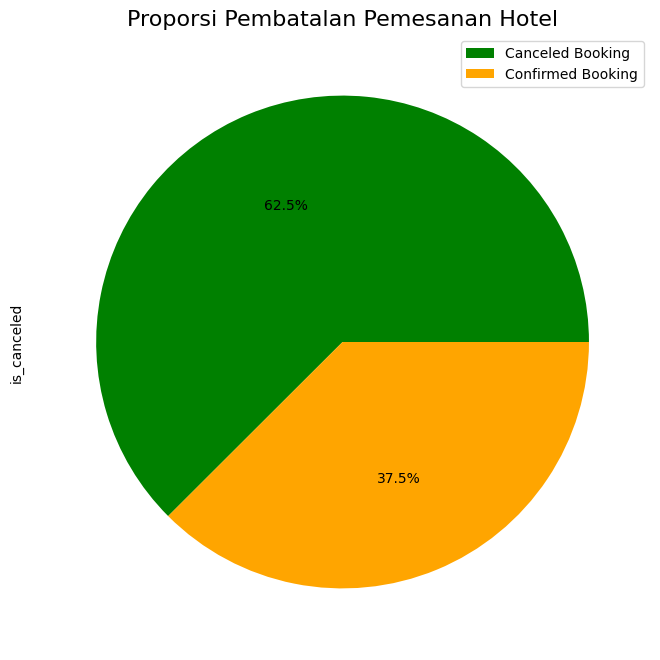 Proporsi Pembatalan Pemesanan Hotel
Canceled Booking
Confirmed Booking
62.5%
is_canceled
37.5%